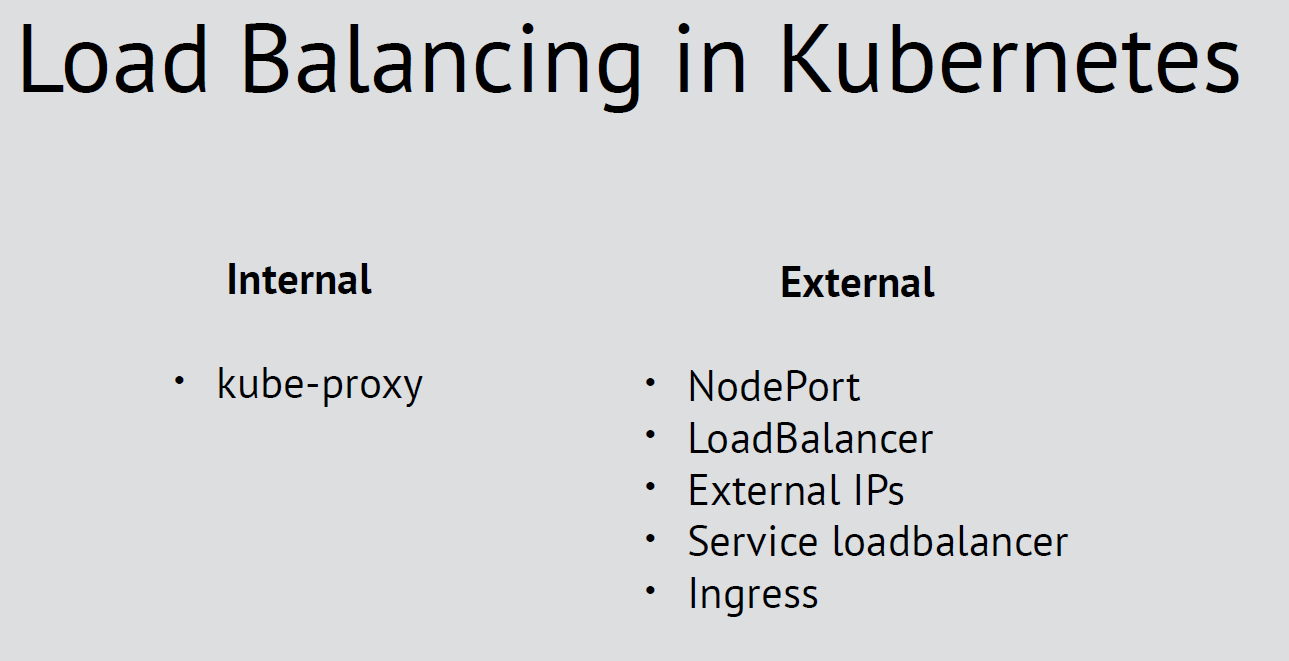 Load Balancing in Kubernetes
Internal
• kube-proxy
External
• NodePort
• LoadBalancer
• External IPs
• Service loadbalancer
• Ingress